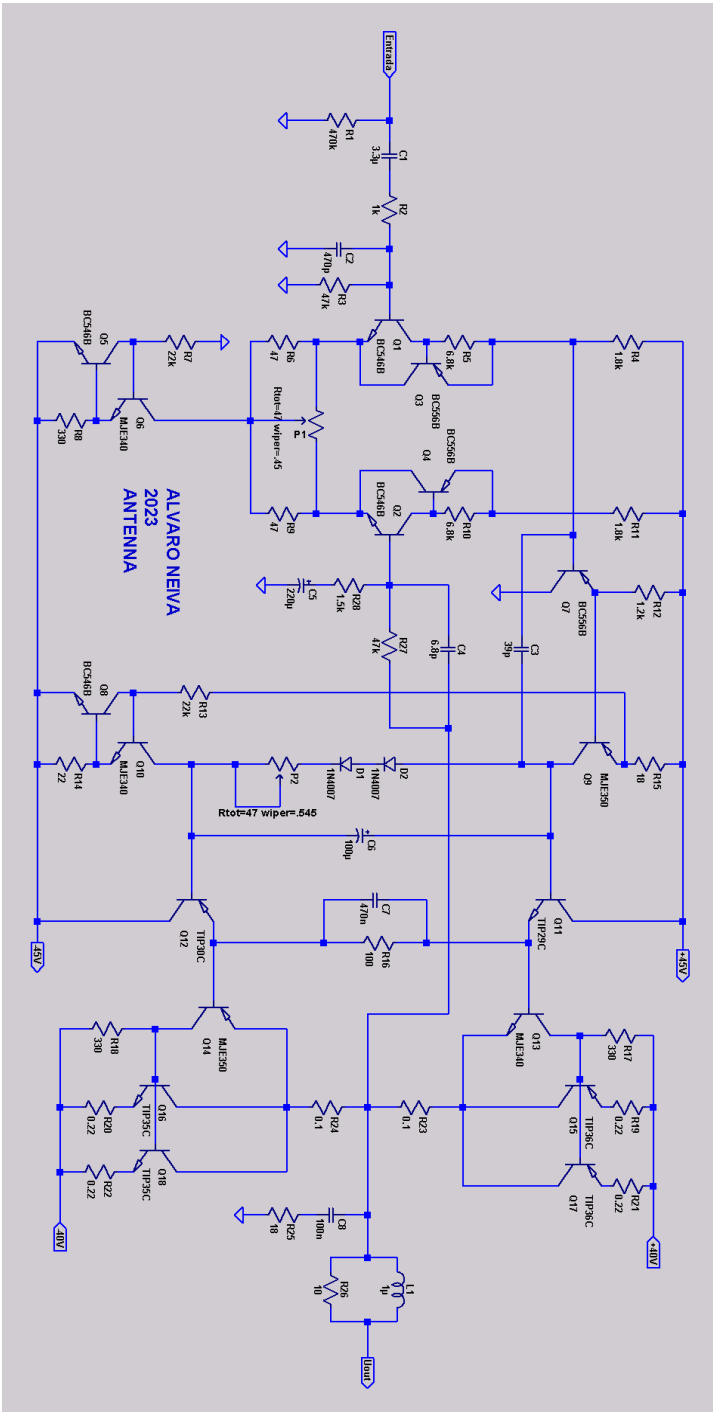 Entrada
R1
470k
C1
3.3µ
R2
1k
C2
470p
R3
47k
R4
1.8k
R5
6.8k
Q3
BC556B
Q1
BC546B
R6
47
P1
Rtot=47 wiper=.45
R7
22k
Q5
BC546B
Q6
MJE340
R8
330
R11
1.8k
BC556B
Q4
R10
6.8k
Q2
BC546B
R9
47
ALVARO NEIVA
2023
ANTENNA
R12
1.2k
Q7
BC556B
C3
39p
C4
6.8p
R27
47k
R28
1.5k
C5
220µ
R13
22k
Q8
BC546B
R15
18
Q9
MJE350
D2
1N4007
D1
1N4007
P2
Rtot=47 wiper=.545
Q10
MJE340
R14
22
C6
100µ
Q11
TIP29C
C7
470n
R16
100
Q12
TIP30C
+45V
-45V
R17
330
Q13
MJE340
Q14
MJE350
R18
330
R19
0.22
Q15
TIP36C
R23
0.1
R24
0.1
Q16
TIP35C
R20
0.22
R21
0.22
Q17
TIP36C
Q18
TIP35C
R22
0.22
+40V
-40V
C8
100n
R25
18
L1
1µ
R26
10
Uout